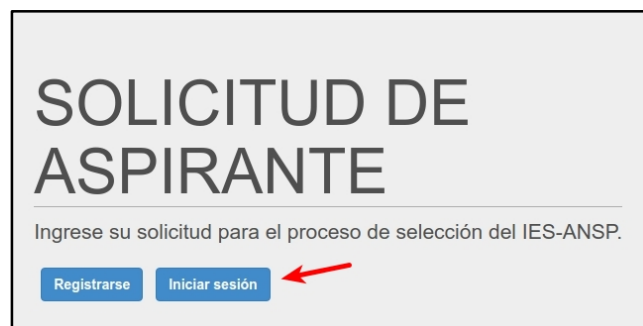 SOLICITUD DE
ASPIRANTE
Ingrese su solicitud para el proceso de selección del IES-ANSP.
Registrarse Iniciar sesión